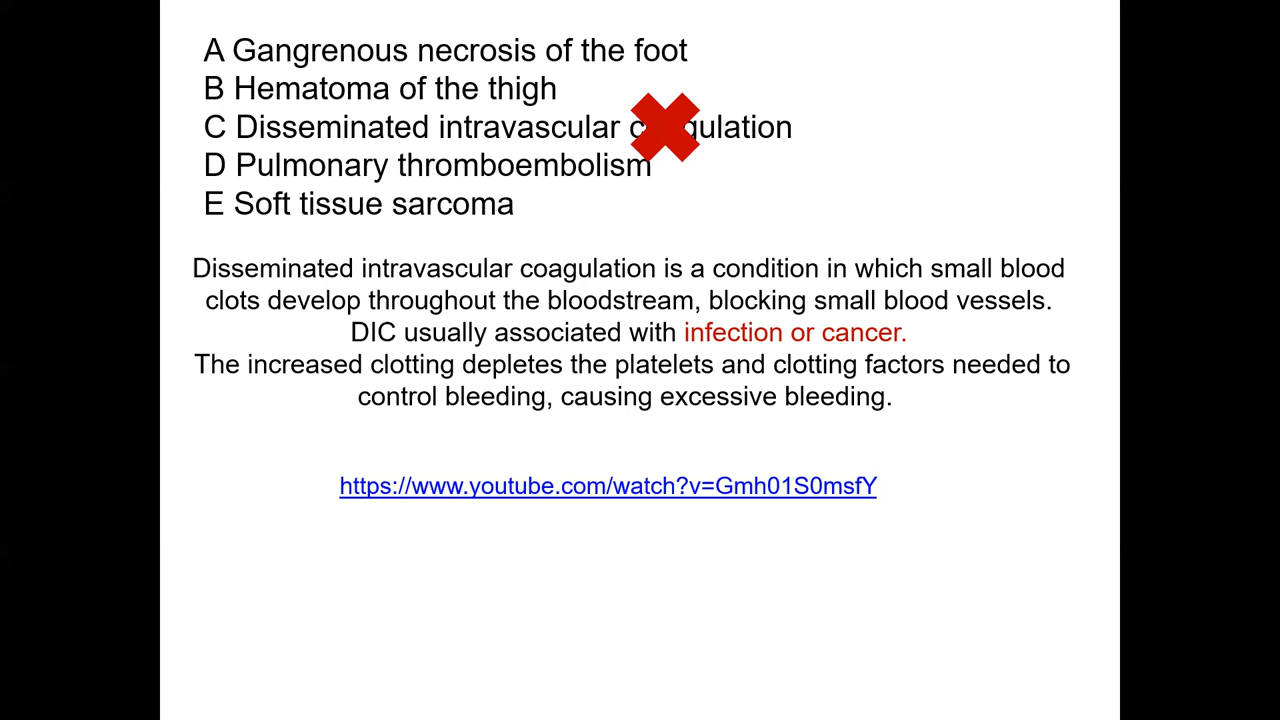 A Gangrenous necrosis of the foot
B Hematoma of the thigh
C Disseminated intravascular coagulation
D Pulmonary thromboembolism
E Soft tissue sarcoma
Disseminated intravascular coagulation is a condition in which small blood
clots develop throughout the bloodstream, blocking small blood vessels.
DIC usually associated with infection or cancer.
The increased clotting depletes the platelets and clotting factors needed to
control bleeding, causing excessive bleeding.
https://www.youtube.com/watch?v=Gmh01S0msfY